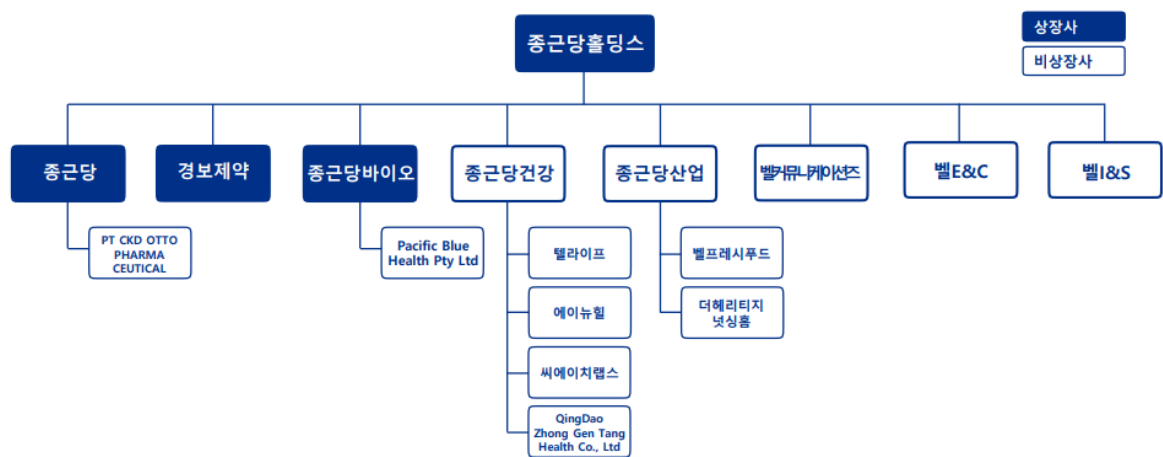 종근당홀딩스
상장사
비상장사
종근당
경보제약
종근당바이오
종근당건강
종근당산업
벨커뮤니케이션즈
벨E&C
벨I&S
PT CKD OTTO
PHARMA
CEUTICAL
Pacific Blue
Health Pty Ltd
텔라이프
벨프레시푸드
에이뉴힐
더헤리티지
넛싱홈
씨에이치랩스
QingDao
Zhong Gen Tang
Health Co., Ltd